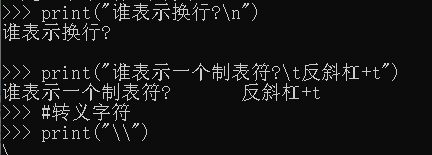 >>> print("谁表示换行?\n")
谁表示换行?
>>> print("谁表示一个制表符?\t反斜杠+t")
谁表示一个制表符?	反斜杠+t
>>> #转义字符
>>> print("\\")
\